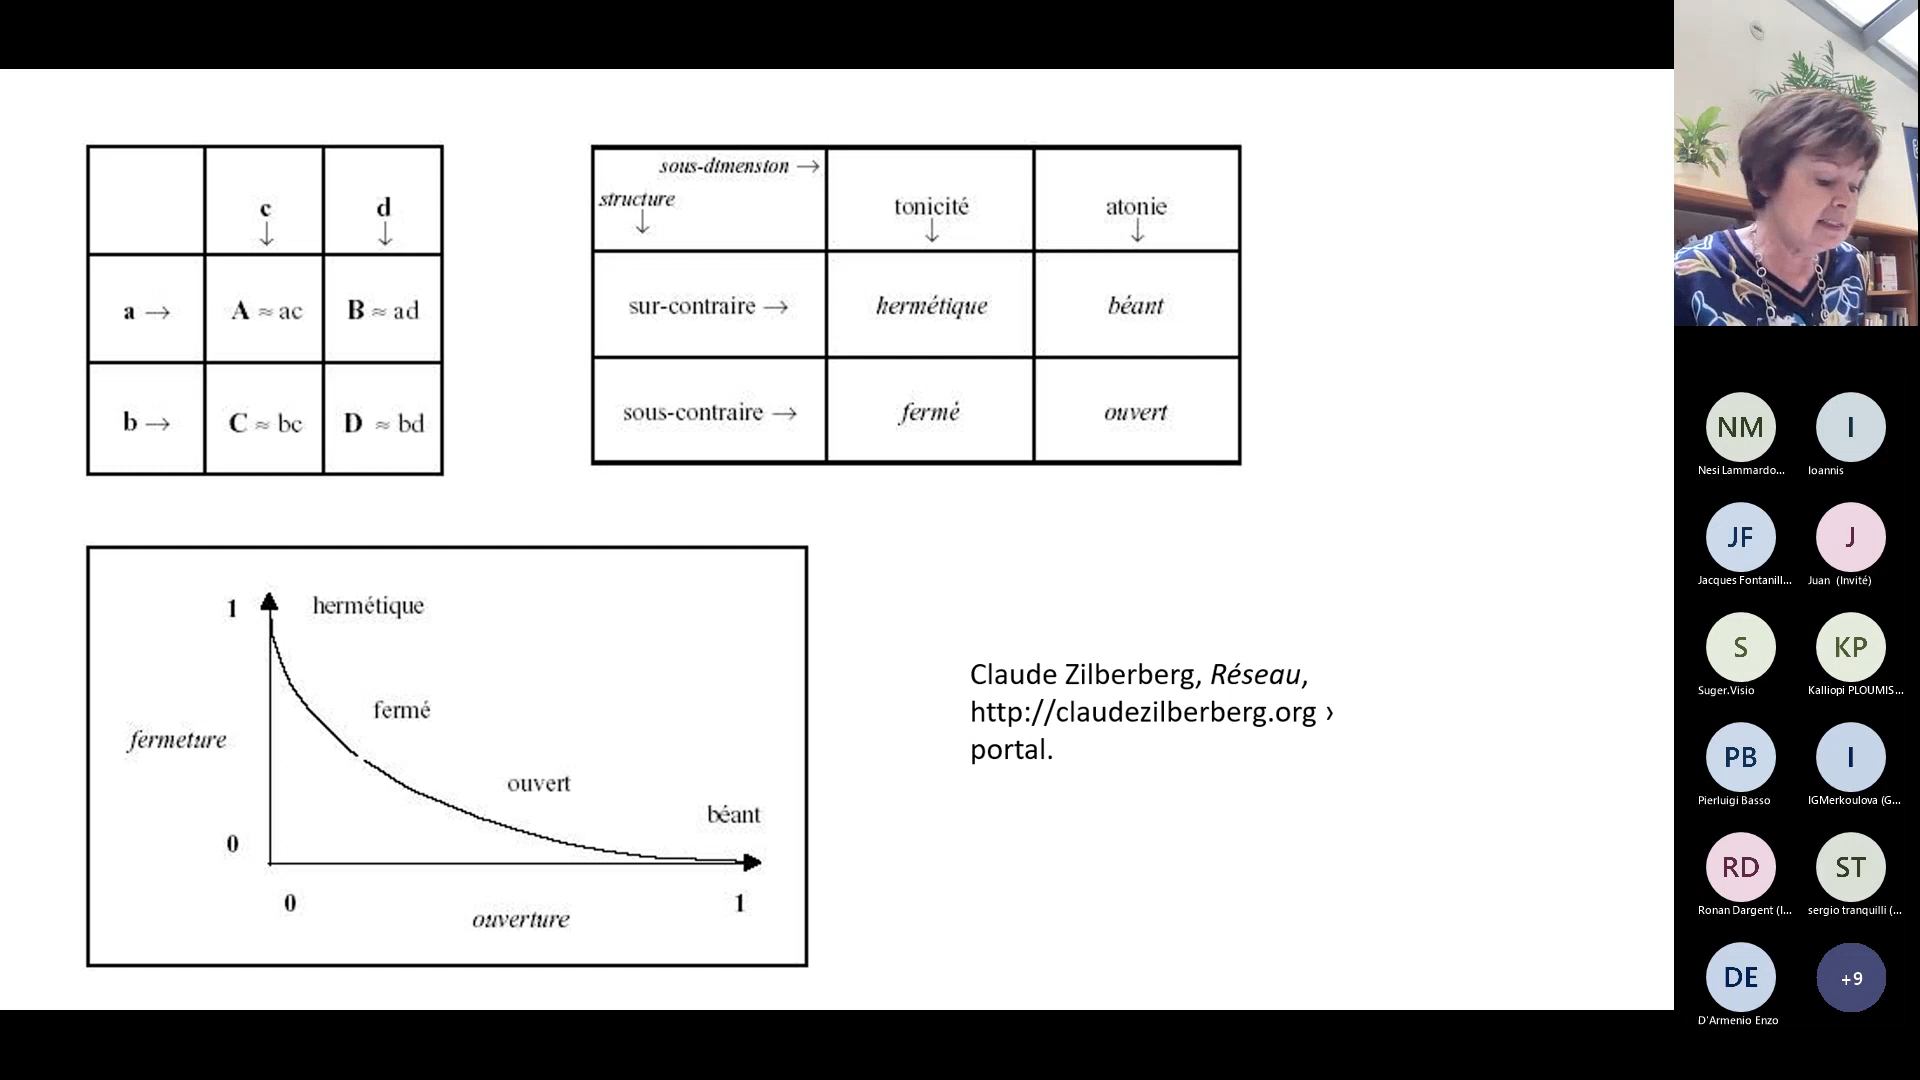 c
↓
d
↓
a →
A ≈ ac
B ≈ ad
b →
C ≈ bc
D ≈ bd
sous-dimension →
structure
↓
tonicité
↓
atonie
↓
sur-contraire →
hermétique
béant
sous-contraire →
fermé
ouvert
1
hermétique
fermé
fermeture
ouvert
béant
0
0
1
ouverture
Claude Zilberberg, Réseau,
http://claudezilberberg.org ›
portal.
NM
I
Nesi Lammardo...
Ioannis
JF
J
Jacques Fontanill...
Juan (Invité)
S
KP
Suger.Visio
Kalliopi PLOUMIS...
PB
I
Pierluigi Basso
IGMerkoulova (G...
RD
ST
Ronan Dargent (I...
sergio tranquilli (...
DE
+9
D'Armenio Enzo